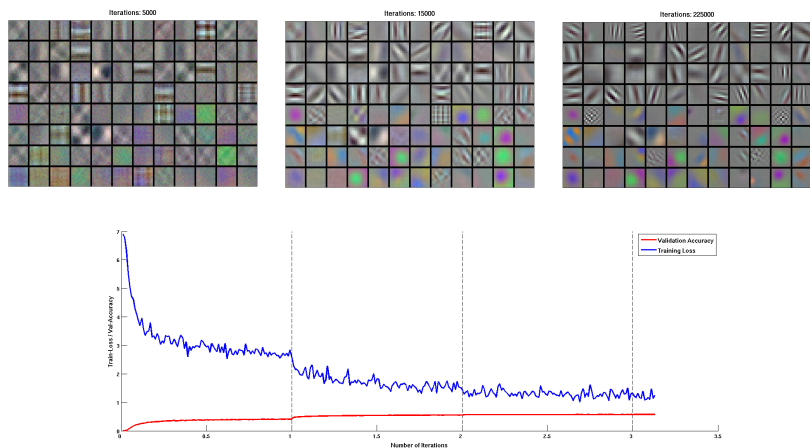 Iterations: 5000
Iterations: 15000
Iterations: 225000
Validation Accuracy
Training Loss
Train-Loss / Val-Accuracy
7
6
5
4
3
2
1
0
0
0.5
1
1.5
2
2.5
3
3.5
Number of Iterations